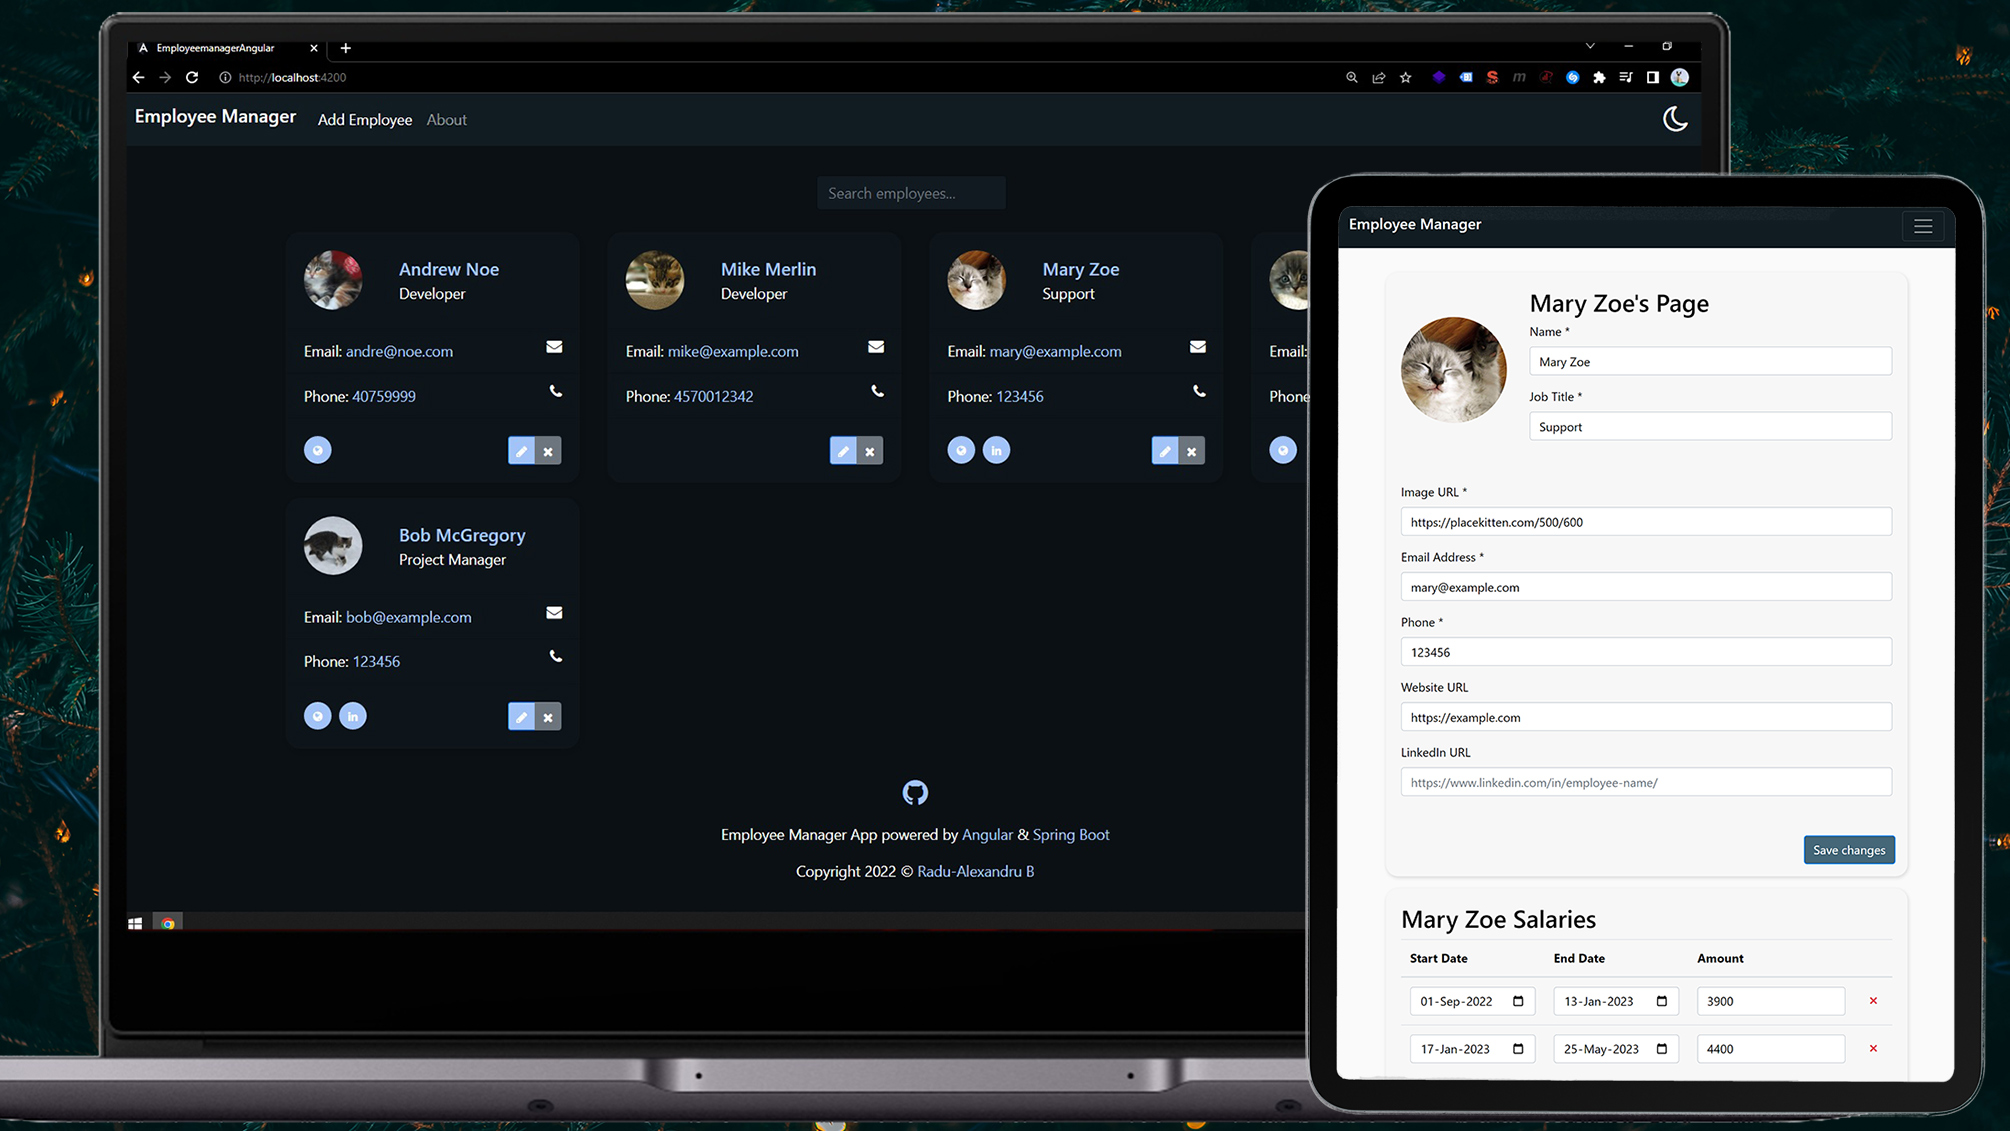 EmployeemanagerAngular
http://localhost:4200
Employee Manager
Add Employee
About
Search employees...
Andrew Noe
Developer
Email: andre@noe.com
Phone: 40759999
Mike Merlin
Developer
Email: mike@example.com
Phone: 4570012342
Mary Zoe
Support
Email: mary@example.com
Phone: 123456
in
Email:
Phone
Bob McGregory
Project Manager
Email: bob@example.com
Phone: 123456
in
Employee Manager App powered by Angular & Spring Boot
Copyright 2022 © Radu-Alexandru B
Employee Manager
Mary Zoe's Page
Name *
Mary Zoe
Job Title *
Support
Image URL *
https://placekitten.com/500/600
Email Address *
mary@example.com
Phone *
123456
Website URL
https://example.com
LinkedIn URL
https://www.linkedin.com/in/employee-name/
Save changes
Mary Zoe Salaries
Start Date End Date Amount
01-Sep-2022 13-Jan-2023 3900
17-Jan-2023 25-May-2023 4400